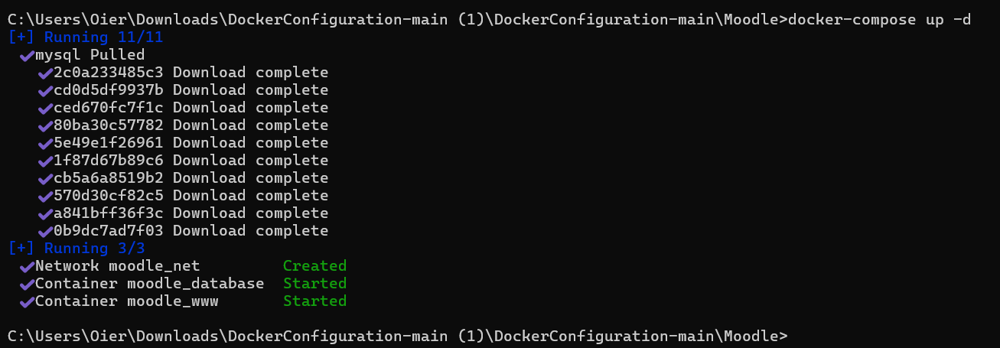 C:\Users\Oier\Downloads\DockerConfiguration-main (1)\DockerConfiguration-main\Moodle>docker-compose up -d
[+] Running 11/11
✔mysql Pulled
✔2c0a233485c3 Download complete
✔cd0d5df9937b Download complete
✔ced670fc7f1c Download complete
✔80ba30c57782 Download complete
✔5e49e1f26961 Download complete
✔1f87d67b89c6 Download complete
✔cb5a6a8519b2 Download complete
✔570d30cf82c5 Download complete
✔a841bff36f3c Download complete
✔0b9dc7ad7f03 Download complete
[+] Running 3/3
✔Network moodle_net Created
✔Container moodle_database Started
✔Container moodle_www Started
C:\Users\Oier\Downloads\DockerConfiguration-main (1)\DockerConfiguration-main\Moodle>